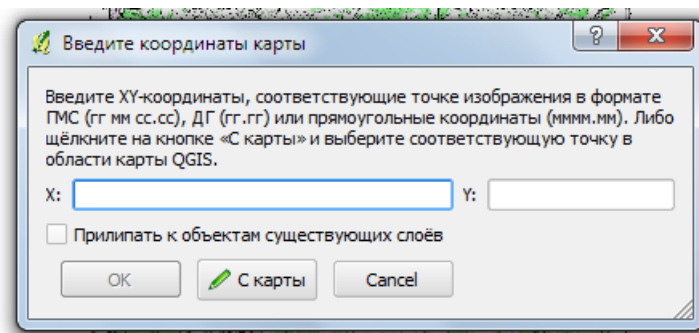 Введите координаты карты
Введите XY-координаты, соответствующие точке изображения в формате
ГМС (гг мм сс.сс), ДГ (гг.гг) или прямоугольные координаты (мммм.мм). Либо
щёлкните на кнопке «С карты» и выберите соответствующую точку в
области карты QGIS.
X: Y:
Прилипать к объектам существующих слоёв
OK С карты Cancel